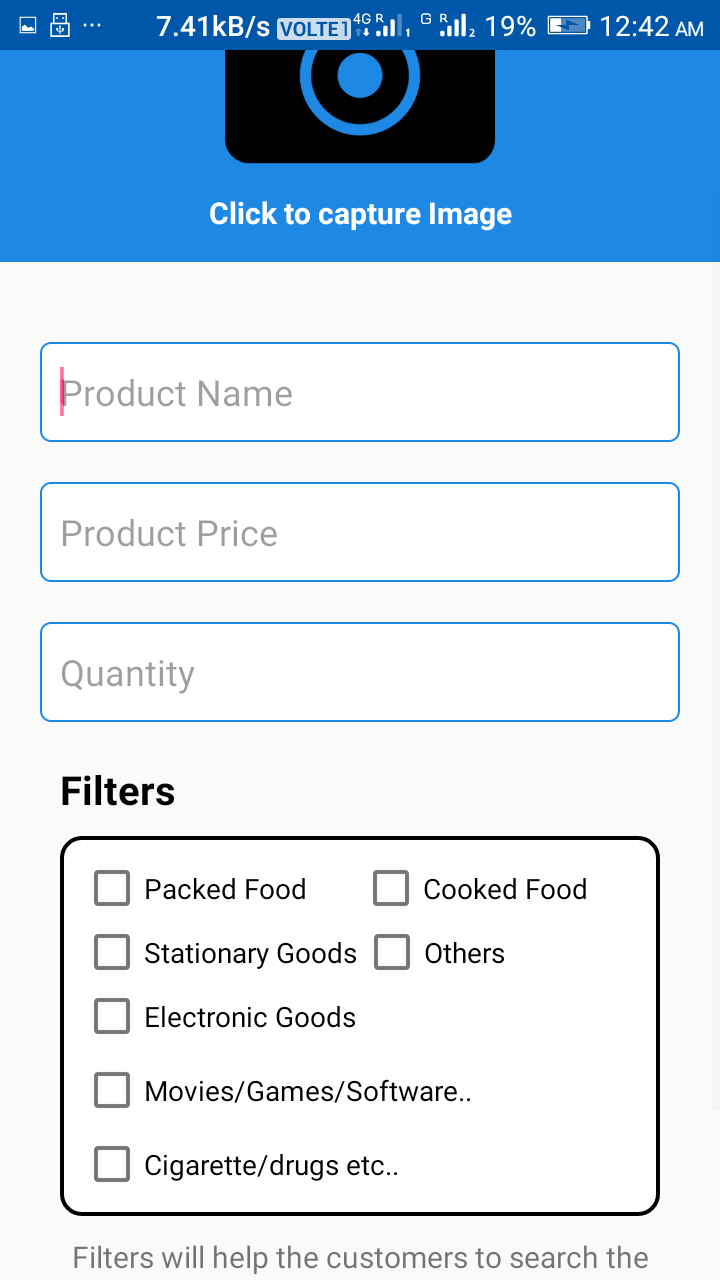 7.41kB/s VOLTE1 4G R 1 G R 2 19% 12:42 AM
Click to capture Image
Product Name
Product Price
Quantity
Filters
Packed Food Cooked Food
Stationary Goods Others
Electronic Goods
Movies/Games/Software..
Cigarette/drugs etc..
Filters will help the customers to search the